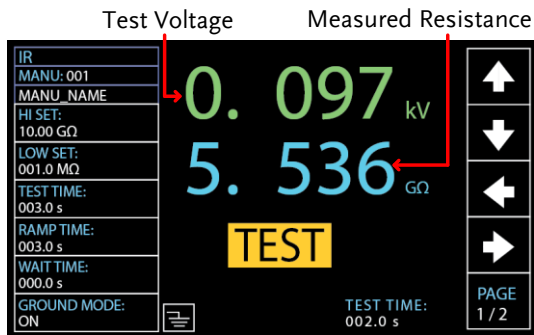 Test Voltage
Measured Resistance
IR
MANU: 001
MANU_NAME
HI SET:
10.00 GΩ
LOW SET:
001.0 MΩ
TEST TIME:
003.0 s
RAMP TIME:
003.0 s
WAIT TIME:
000.0 s
GROUND MODE:
ON
0. 097 kV
5. 536 GΩ
TEST
TEST TIME:
002.0 s
PAGE
1 / 2